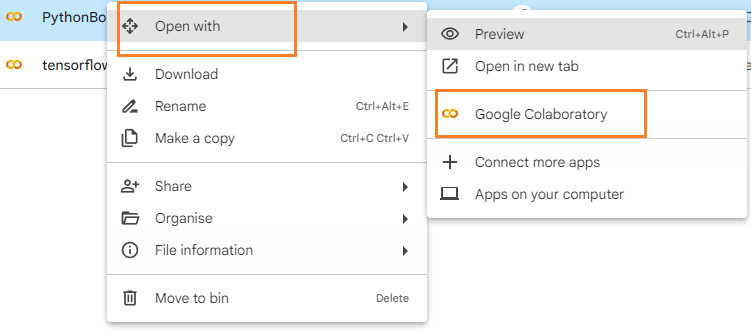 PythonBo
tensorflow
Open with
Download
Rename Ctrl+Alt+E
Make a copy Ctrl+C Ctrl+V
Share
Organise
File information
Move to bin Delete
Preview Ctrl+Alt+P
Open in new tab
Google Colaboratory
Connect more apps
Apps on your computer